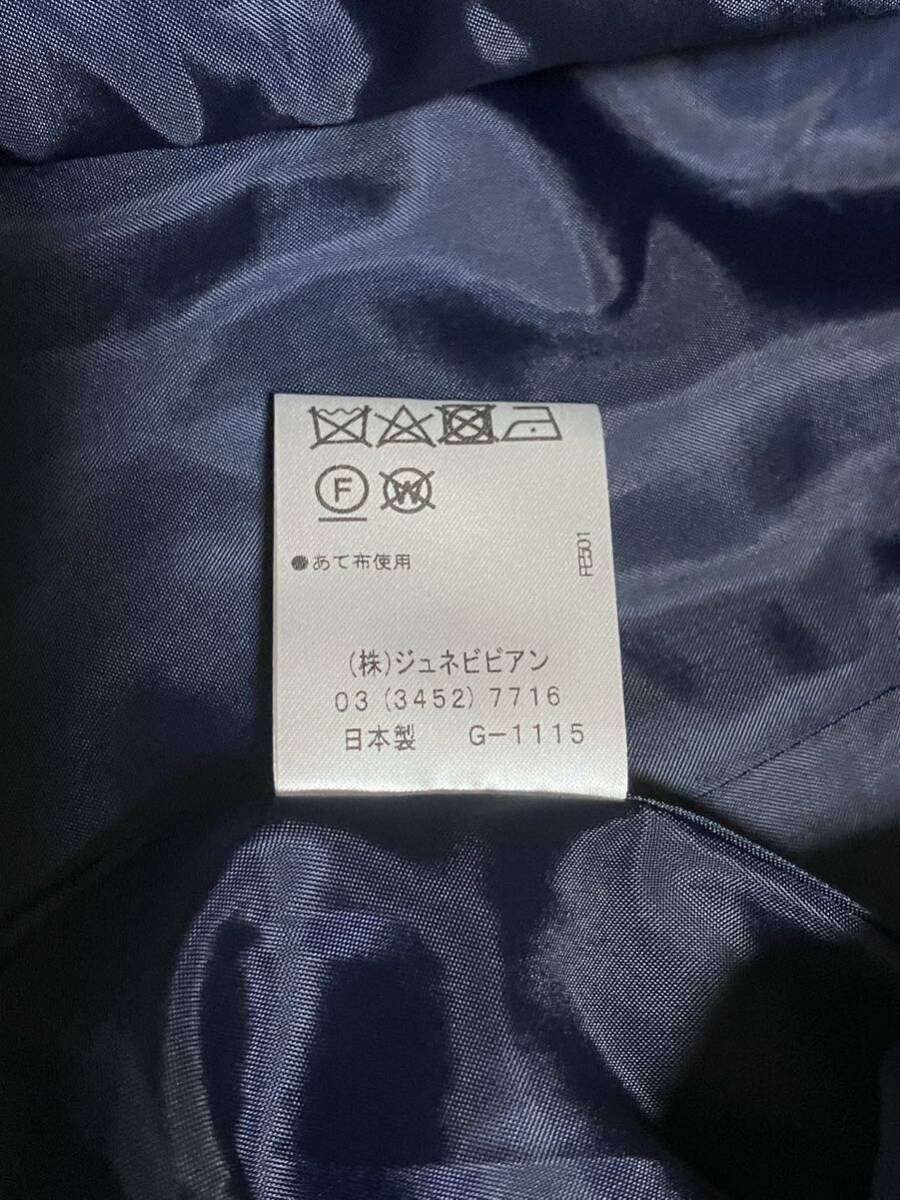 F W
●あて布使用
(株)ジュネビビアン
03(3452)7716
日本製 G-1115